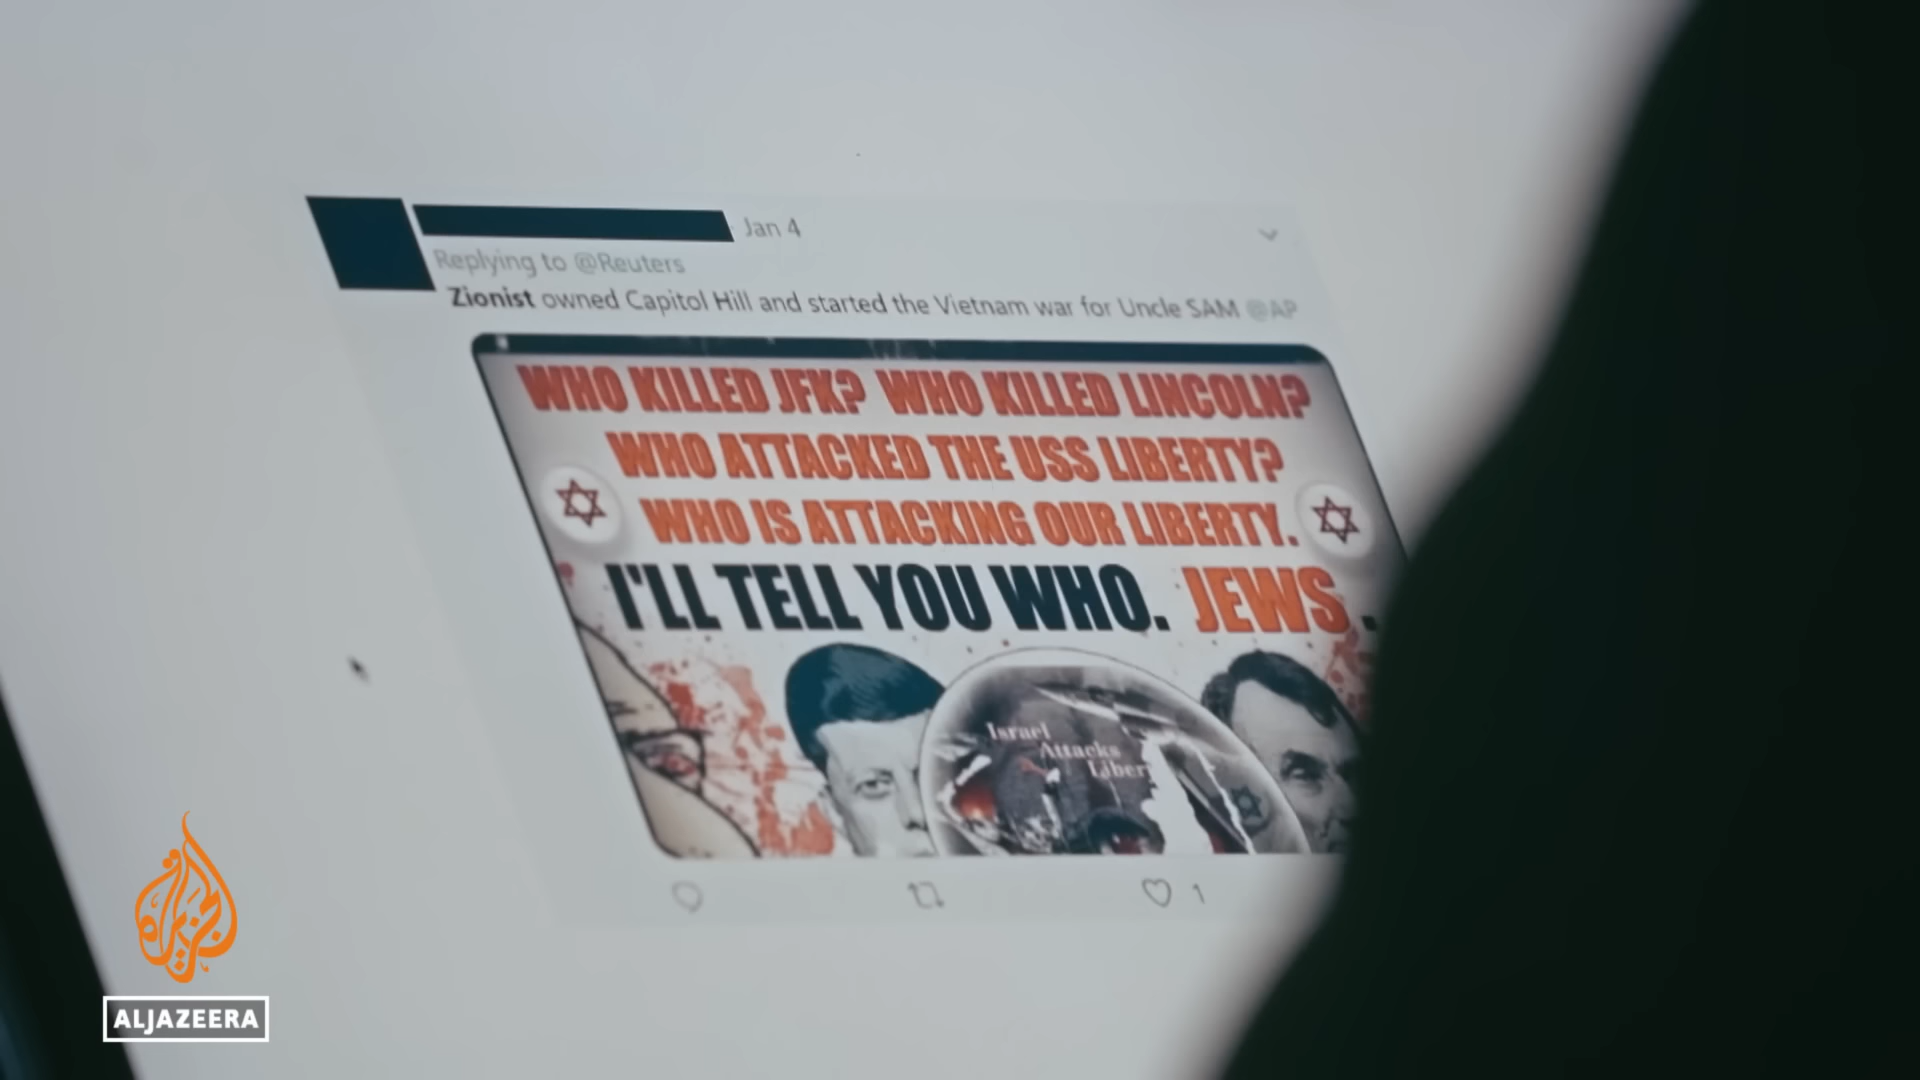 Jan 4
Replying to @Reuters
Zionist owned Capitol Hill and started the Vietnam war for Uncle SAM @AP
WHO KILLED JFK? WHO KILLED LINCOLN?
WHO ATTACKED THE USS LIBERTY?
WHO IS ATTACKING OUR LIBERTY.
I'LL TELL YOU WHO. JEWS.
Israel
Attacks
Liber
1
الجزيرة
ALJAZEERA